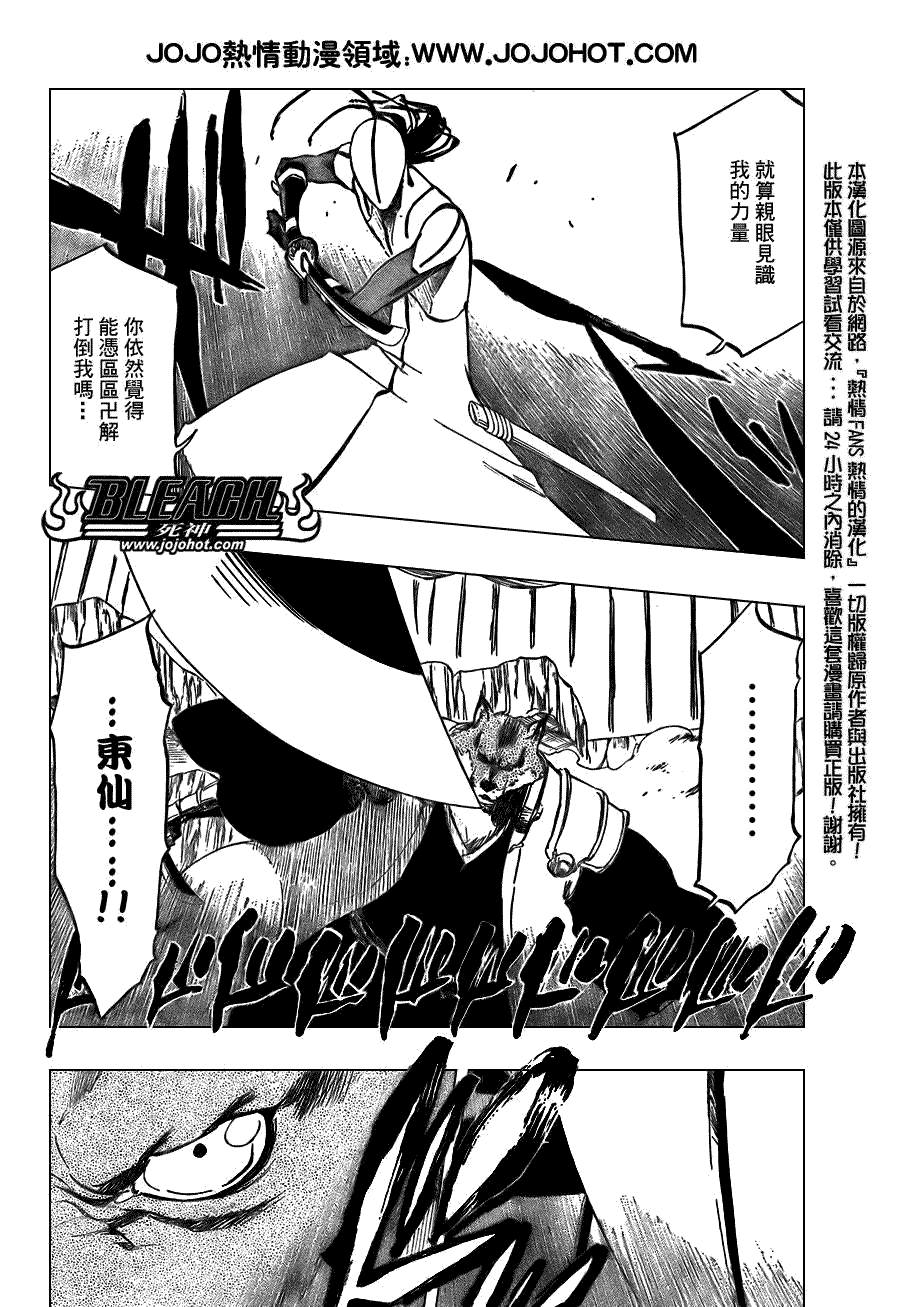 JOJO熱情動漫領域:WWW.JOJOHOT.COM
就算親眼見識
我的力量
你依然覺得
能憑區區卍解
打倒我嗎…
BLEACH
死神
www.jojohot.com
………
…東仙…!!
本漢化圖源來自於網路，『熱情FANS熱情的漢化』一切版權歸原作者與出版社擁有！
此版本僅供學習試看交流… 請24小時之內消除，喜歡這套漫畫請購買正版！謝謝。